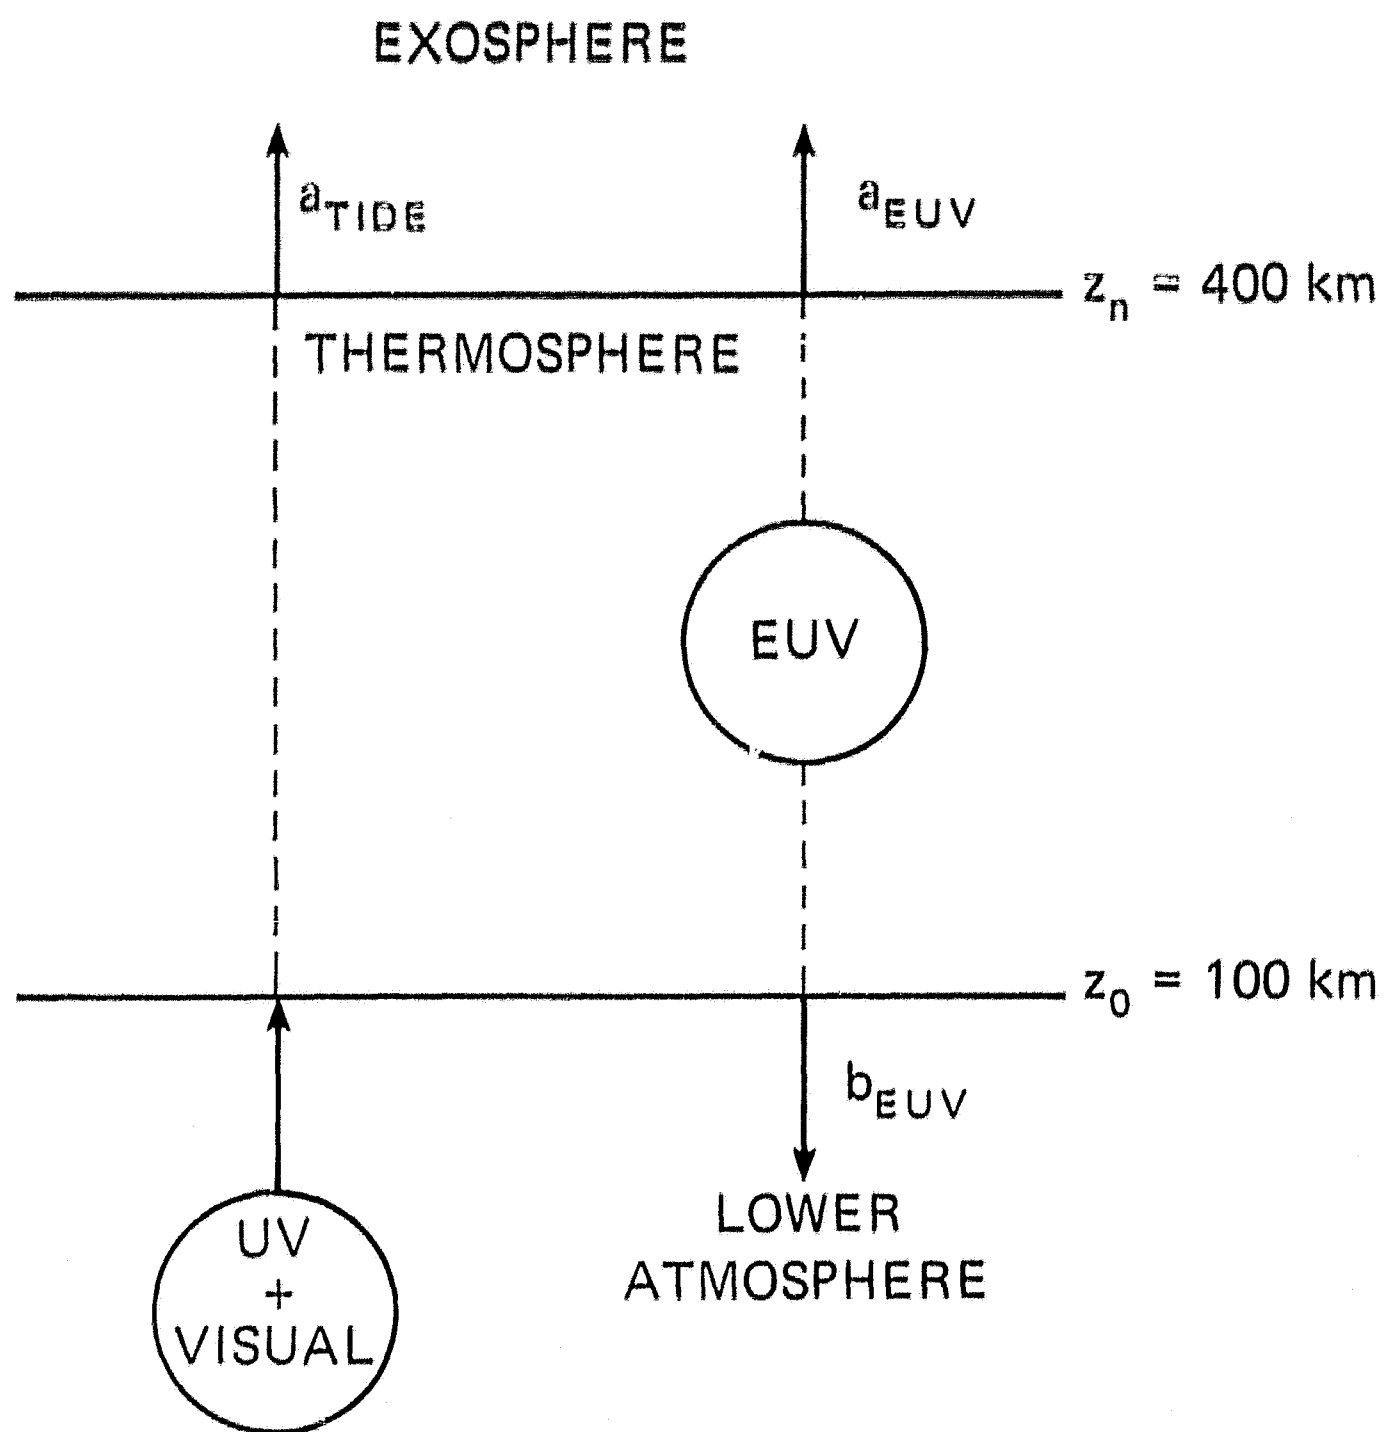 EXOSPHERE
a_TIDE
a_EUV
z_n = 400 km
THERMOSPHERE
EUV
z_0 = 100 km
b_EUV
LOWER
ATMOSPHERE
UV
+
VISUAL